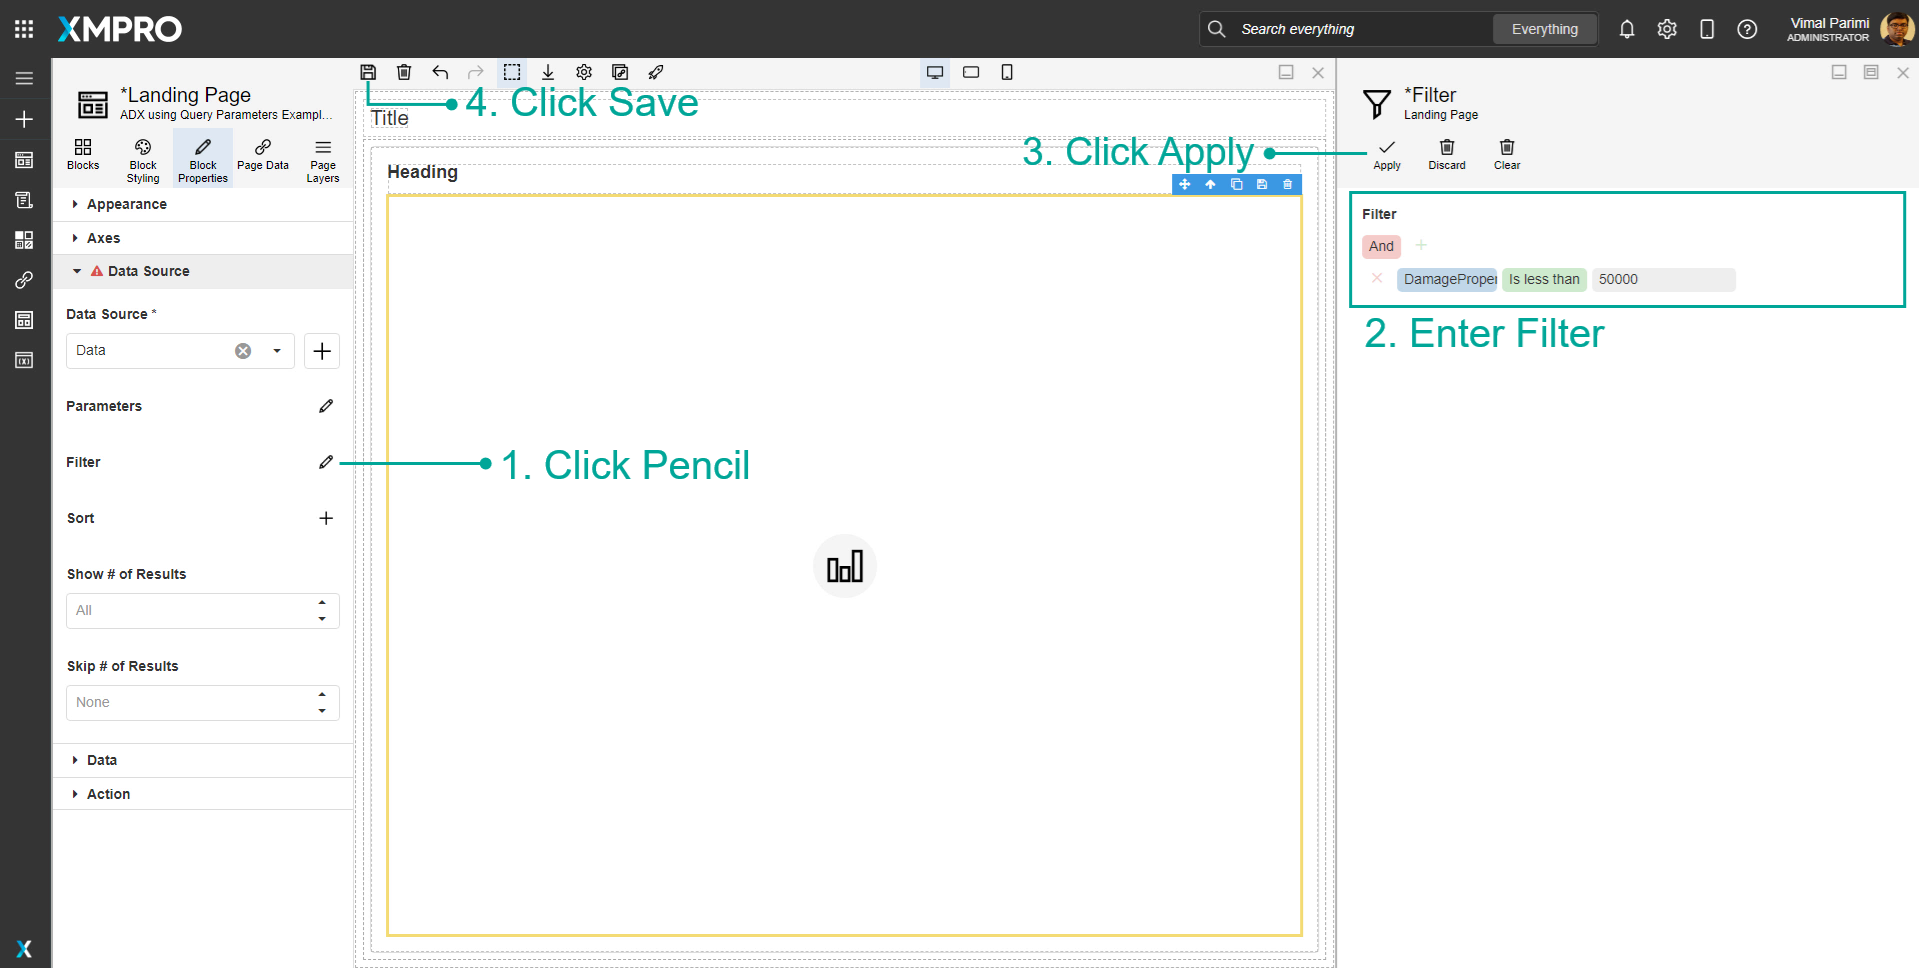 XMPRO
Search everything
Everything
Vimal Parimi
ADMINISTRATOR
*Landing Page
ADX using Query Parameters Exampl...
Blocks
Block Styling
Block Properties
Page Data
Page Layers
Appearance
Axes
Data Source
Data Source *
Data
Parameters
Filter
Sort
Show # of Results
All
Skip # of Results
None
Data
Action
4. Click Save
Title
Heading
1. Click Pencil
3. Click Apply
*Filter
Landing Page
Apply
Discard
Clear
Filter
And
DamageProper
Is less than
50000
2. Enter Filter